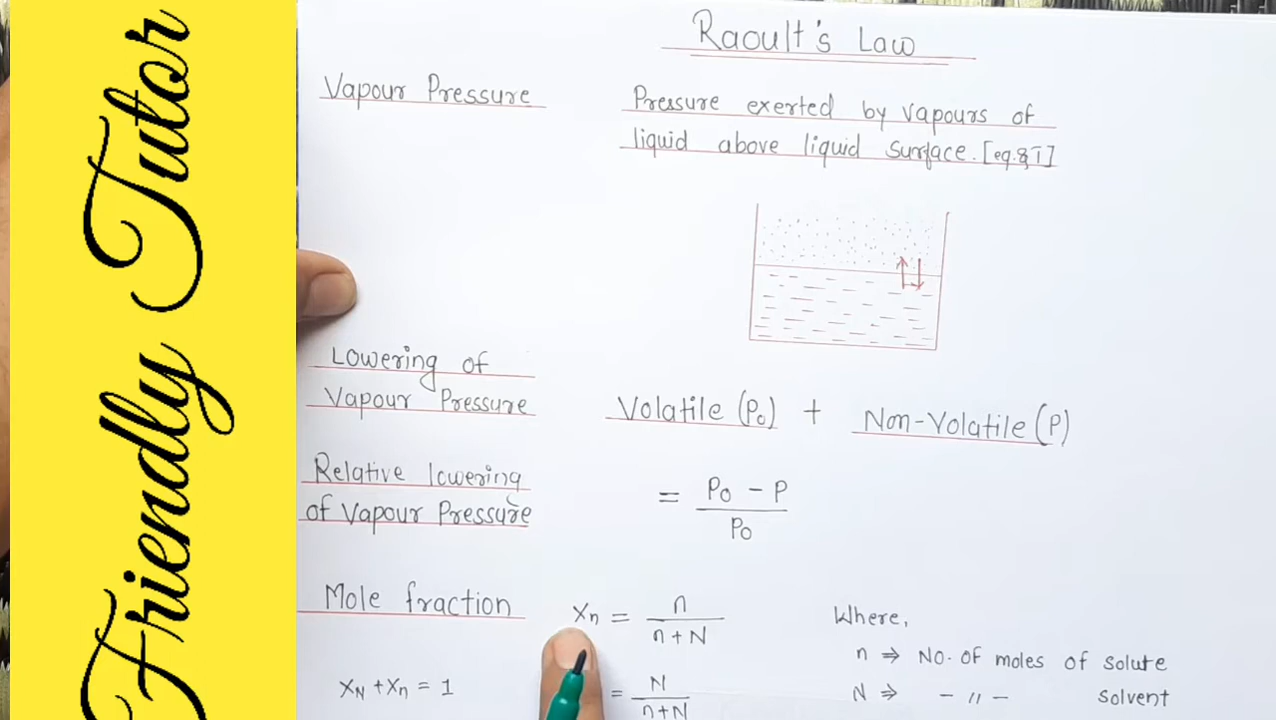 Friendly Tutor
Raoult's Law
Vapour Pressure
Pressure exerted by vapours of
liquid above liquid surface. [eq.&T]
Lowering of
Vapour Pressure
Volatile (P₀) + Non-Volatile (P)
Relative lowering
of Vapour Pressure
= P₀ - P / P₀
Mole fraction
xn = n / n+N
Where,
n ⇒ No. of moles of solute
N ⇒ - 〃 - solvent
xN + xn = 1
= N / n+N